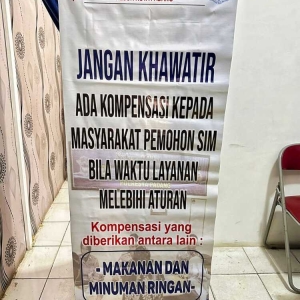 JANGAN KHAWATIR
ADA KOMPENSASI KEPADA
MASYARAKAT PEMOHON SIM
BILA WAKTU LAYANAN
MELEBIHI ATURAN
Kompensasi yang
diberikan antara lain :
- MAKANAN DAN
MINUMAN RINGAN-